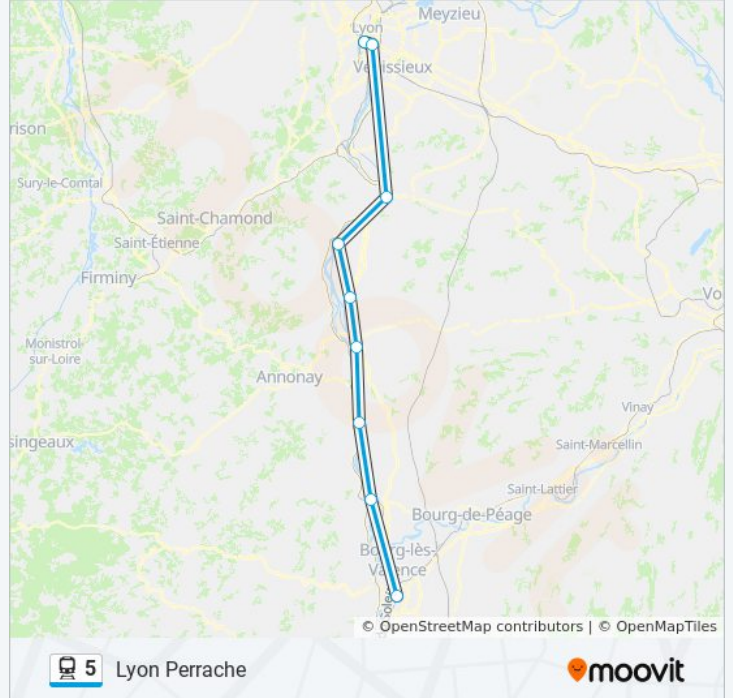 Meyzieu
Lyon
Vénissieux
rison
Sury-le-Comtal
Saint-Chamond
Saint-Étienne
Firminy
Vo
Monistrol
-sur-Loire
Annonay
Vinay
singeaux
Saint-Marcellin
Saint-Lattier
Bourg-de-Péage
Bourg-lès-
Valence
© OpenStreetMap contributors | © OpenMapTiles
5 Lyon Perrache
moovit